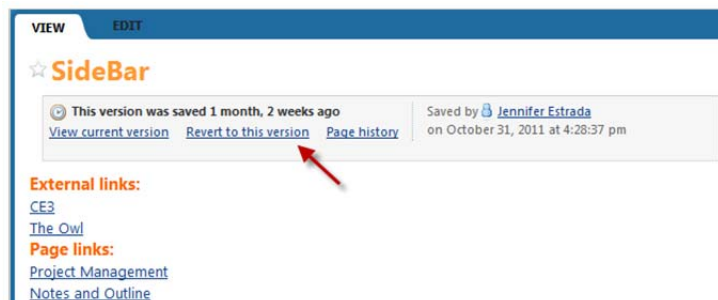 VIEW EDIT
SideBar
This version was saved 1 month, 2 weeks ago
View current version Revert to this version Page history
Saved by Jennifer Estrada
on October 31, 2011 at 4:28:37 pm
External links:
CE3
The Owl
Page links:
Project Management
Notes and Outline